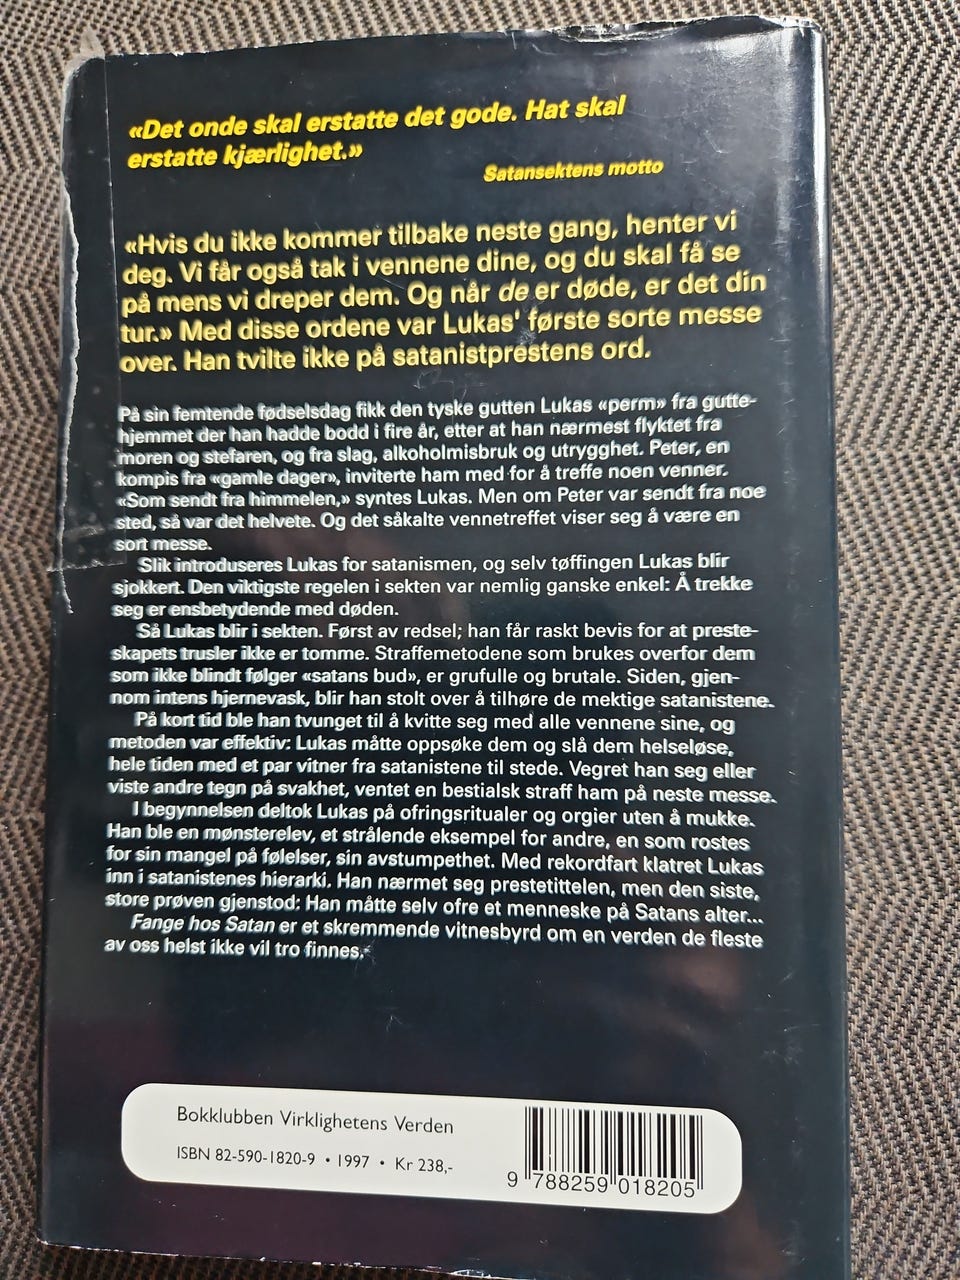 «Det onde skal erstatte det gode. Hat skal
erstatte kjærlighet.»
Satansektens motto
«Hvis du ikke kommer tilbake neste gang, henter vi
deg. Vi får også tak i vennene dine, og du skal få se
på mens vi dreper dem. Og når de er døde, er det din
tur.» Med disse ordene var Lukas' første sorte messe
over. Han tvilte ikke på satanistprestens ord.
På sin femtende fødselsdag fikk den tyske gutten Lukas «perm» fra gutte-
hjemmet der han hadde bodd i fire år, etter at han nærmest flyktet fra
moren og stefaren, og fra slag, alkoholmisbruk og utrygghet. Peter, en
kompis fra «gamle dager», inviterte ham med for å treffe noen venner.
«Som sendt fra himmelen,» syntes Lukas. Men om Peter var sendt fra noe
sted, så var det helvete. Og det såkalte vennetreffet viser seg å være en
sort messe.
Slik introduseres Lukas for satanismen, og selv tøffingen Lukas blir
sjokkert. Den viktigste regelen i sekten var nemlig ganske enkel: Å trekke
seg er ensbetydende med døden.
Så Lukas blir i sekten. Først av redsel; han får raskt bevis for at preste-
skapets trusler ikke er tomme. Straffemetodene som brukes overfor dem
som ikke blindt følger «satans bud», er grufulle og brutale. Siden, gjen-
nom intens hjernevask, blir han stolt over å tilhøre de mektige satanistene.
På kort tid ble han tvunget til å kvitte seg med alle vennene sine, og
metoden var effektiv: Lukas måtte oppsøke dem og slå dem helseløse,
hele tiden med et par vitner fra satanistene til stede. Vegret han seg eller
viste andre tegn på svakhet, ventet en bestialsk straff ham på neste messe.
I begynnelsen deltok Lukas på ofringsritualer og orgier uten å mukke.
Han ble en mønsterelev, et strålende eksempel for andre, en som rostes
for sin mangel på følelser, sin avstumpethet. Med rekordfart klatret Lukas
inn i satanistenes hierarki. Han nærmet seg prestetittelen, men den siste,
store prøven gjenstod: Han måtte selv ofre et menneske på Satans alter...
Fange hos Satan er et skremmende vitnesbyrd om en verden de fleste
av oss helst ikke vil tro finnes.
Bokklubben Virklighetens Verden
ISBN 82-590-1820-9 • 1997 • Kr 238,-
9 788259 018205